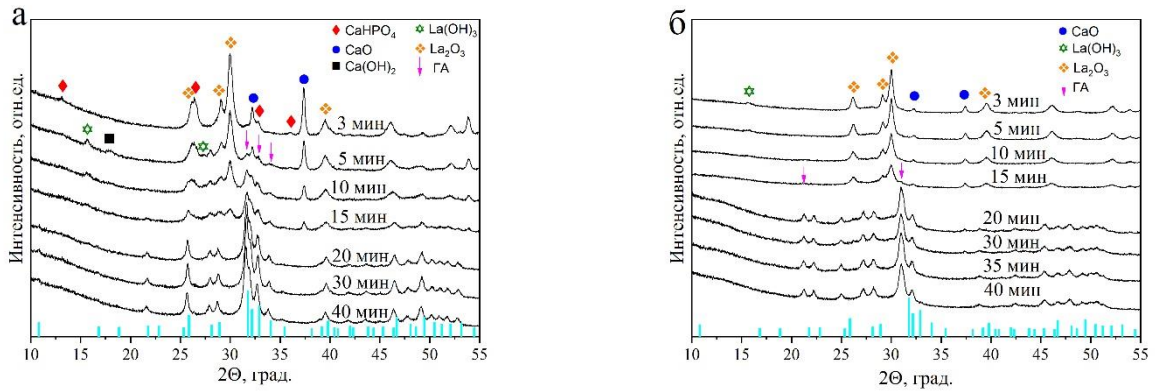 а
Интенсивность, отн.ед.
CaHPO₄
CaO
Ca(OH)₂
La(OH)₃
La₂O₃
ГА
3 мин
5 мин
10 мин
15 мин
20 мин
30 мин
40 мин
10 15 20 25 30 35 40 45 50 55
2Θ, град.
б
Интенсивность, отн.ед.
CaO
La(OH)₃
La₂O₃
ГА
3 мин
5 мин
10 мин
15 мин
20 мин
30 мин
35 мин
40 мин
10 15 20 25 30 35 40 45 50 55
2Θ, град.